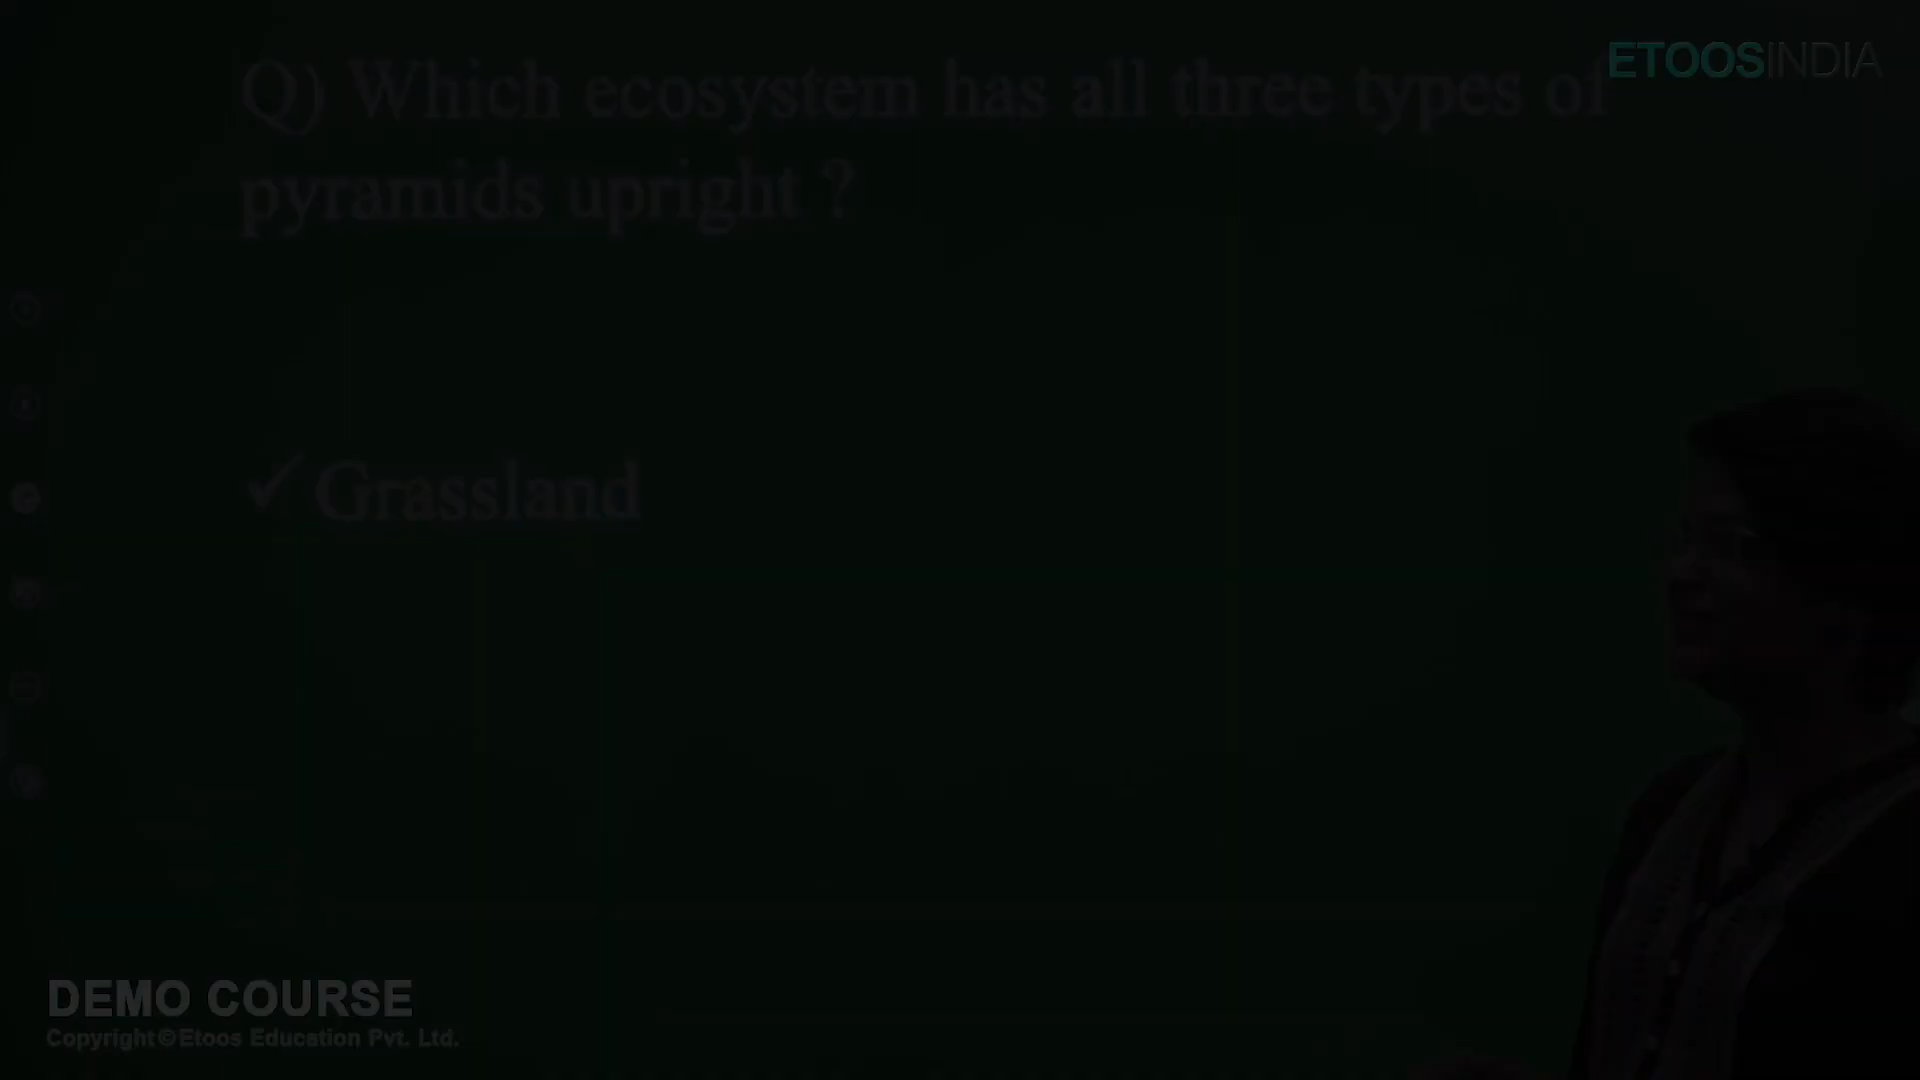 ETOOSINDIA
Q) Which ecosystem has all three types of
pyramids upright ?
✓Grassland
DEMO COURSE
Copyright©Etoos Education Pvt. Ltd.